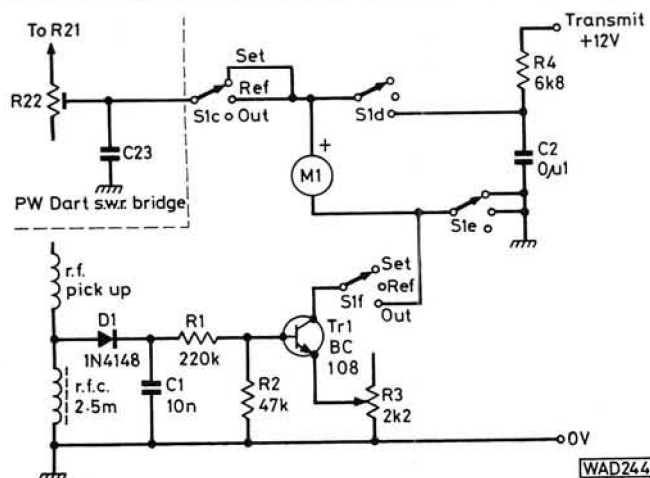 To R21
Transmit
+12V
Set
Ref
Out
R4
6k8
R22
S1c
S1d
C23
+
M1
C2
0µ1
PW Dart s.w.r. bridge
S1e
r.f.
pick up
Set
Ref
Out
S1f
D1
1N4148
R1
220k
Tr1
BC
108
r.f.c.
2·5m
C1
10n
R2
47k
R3
2k2
0V
WAD244